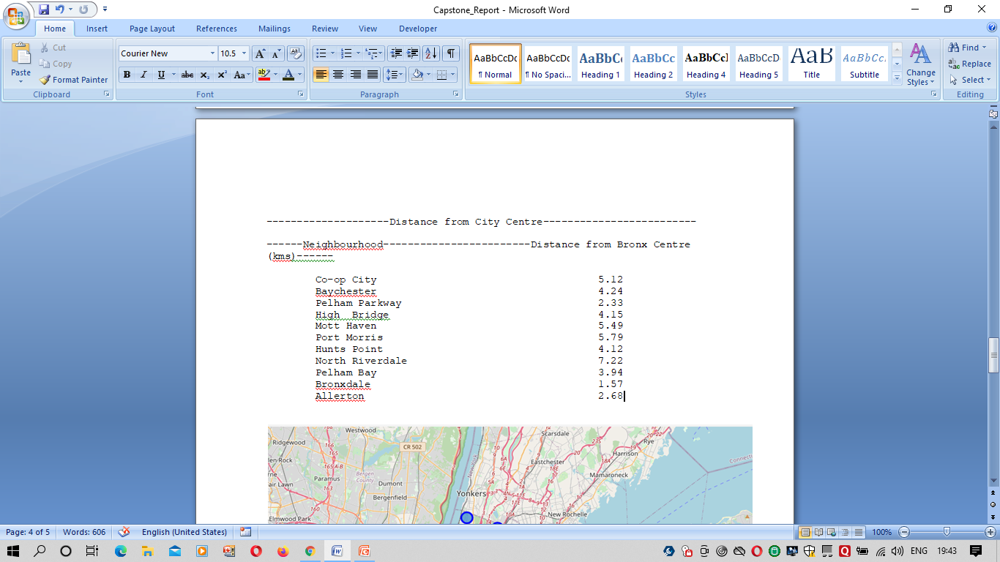 Capstone_Report - Microsoft Word
Home Insert Page Layout References Mailings Review View Developer
Paste
Cut
Copy
Format Painter
Clipboard
Courier New 10.5
Font
Paragraph
AaBbCcDc AaBbCcDc AaBbC AaBbCc AaBbCcI AaBbCcD AaB AaBbCc.
¶ Normal ¶ No Spaci... Heading 1 Heading 2 Heading 4 Heading 5 Title Subtitle
Change Styles
Styles
Find
Replace
Select
Editing
--------------------Distance from City Centre-------------------------
------Neighbourhood------------------------Distance from Bronx Centre
(kms)------
Co-op City 5.12
Baychester 4.24
Pelham Parkway 2.33
High  Bridge 4.15
Mott Haven 5.49
Port Morris 5.79
Hunts Point 4.12
North Riverdale 7.22
Pelham Bay 3.94
Bronxdale 1.57
Allerton 2.68
Westwood
Scarsdale
Ridgewood
166
CR 502
23S
Rye
Harrison
165
Eastchester
165 A-B
Bergen County
Mamaroneck
Paramus
Dumont
air Lawn
163
Yonkers
Bergenfield
New Rochelle
Elmwood Park
Page: 4 of 5 Words: 606 English (United States) 100%
ENG 19:43